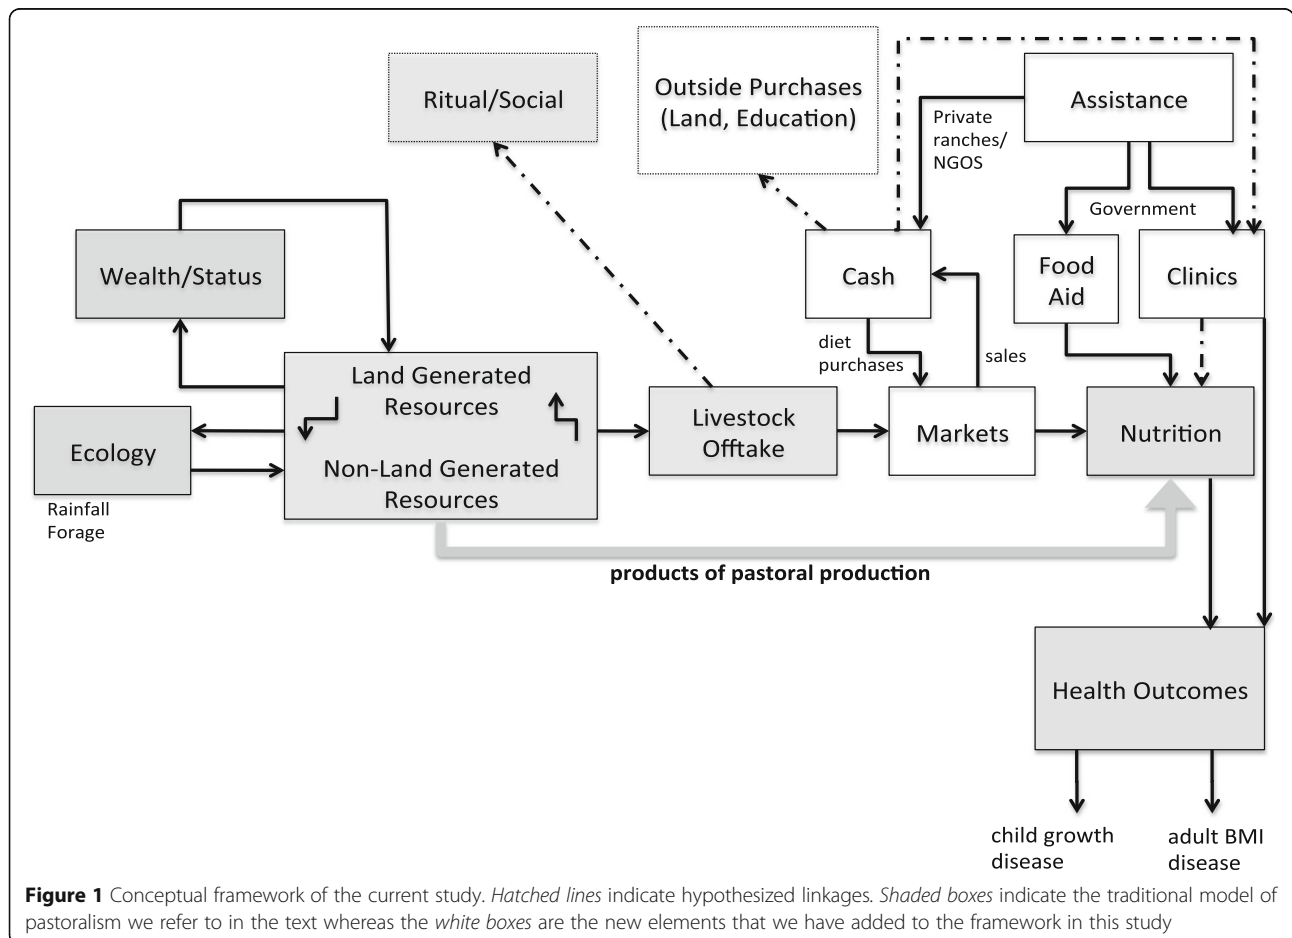 Ritual/Social
Outside Purchases
(Land, Education)
Assistance
Private
ranches/
NGOS
Government
Wealth/Status
Cash
Food
Aid
Clinics
diet
purchases
sales
Land Generated
Resources
Non-Land Generated
Resources
Ecology
Rainfall
Forage
Livestock
Offtake
Markets
Nutrition
products of pastoral production
Health Outcomes
child growth
disease
adult BMI
disease
Figure 1 Conceptual framework of the current study. Hatched lines indicate hypothesized linkages. Shaded boxes indicate the traditional model of
pastoralism we refer to in the text whereas the white boxes are the new elements that we have added to the framework in this study